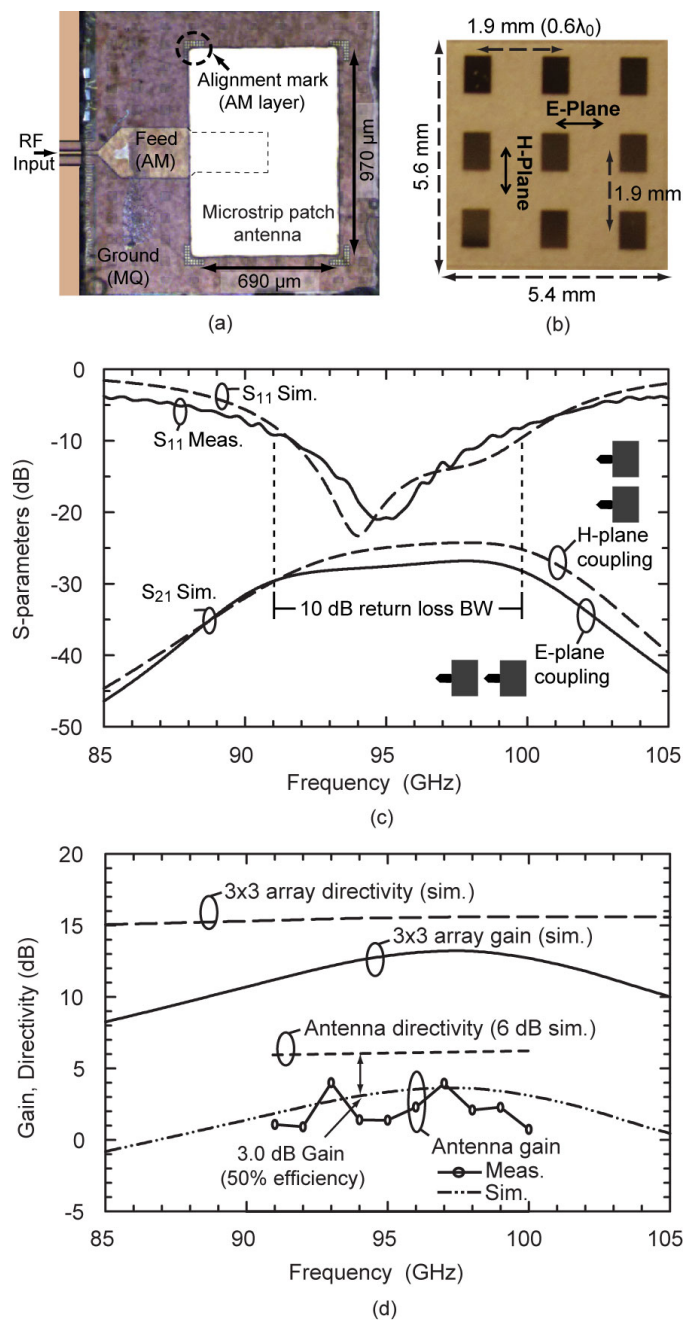 RF
Input
Feed
(AM)
Alignment mark
(AM layer)
Microstrip patch
antenna
Ground
(MQ)
970 µm
690 µm
(a)
1.9 mm (0.6λ0)
E-Plane
H-Plane
5.6 mm
1.9 mm
5.4 mm
(b)
S-parameters (dB)
0
-10
-20
-30
-40
-50
S11 Sim.
S11 Meas.
S21 Sim.
10 dB return loss BW
H-plane
coupling
E-plane
coupling
85 90 95 100 105
Frequency (GHz)
(c)
Gain, Directivity (dB)
20
15
10
5
0
-5
3x3 array directivity (sim.)
3x3 array gain (sim.)
Antenna directivity (6 dB sim.)
3.0 dB Gain
(50% efficiency)
Antenna gain
Meas.
Sim.
85 90 95 100 105
Frequency (GHz)
(d)